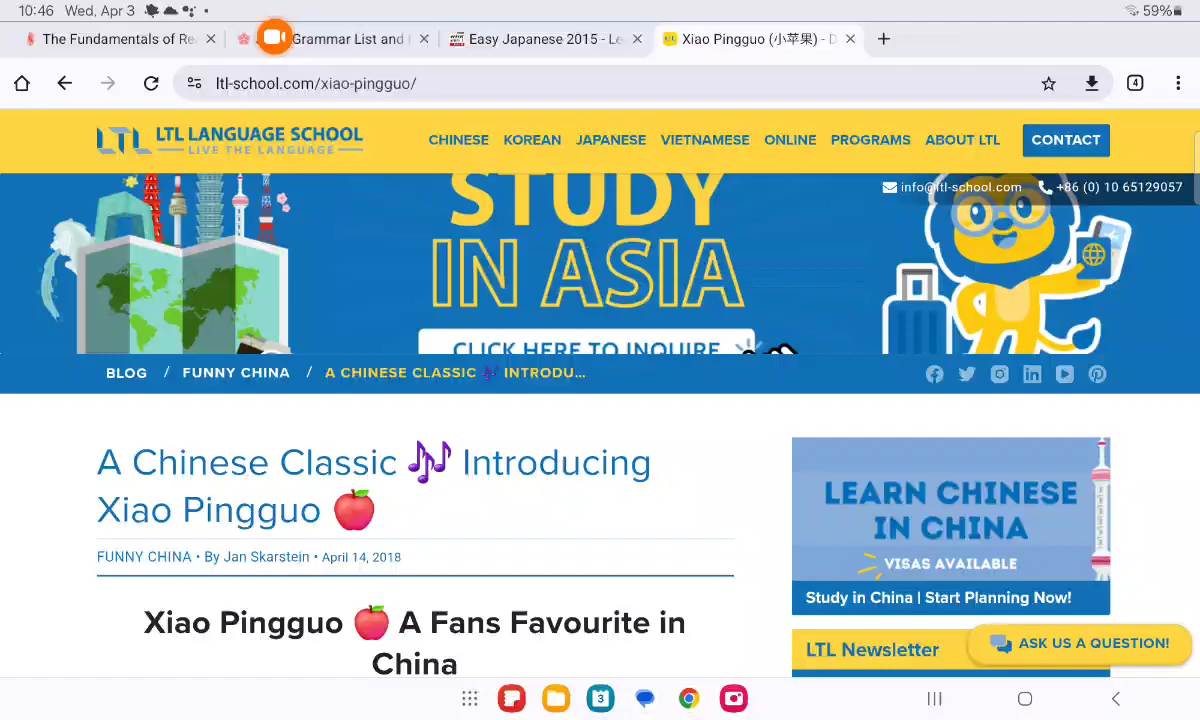 10:46 Wed, Apr 3
59%
The Fundamentals of Re
Grammar List and
Easy Japanese 2015 - Le
Xiao Pingguo (小苹果) - D
ltl-school.com/xiao-pingguo/
4
LTL LANGUAGE SCHOOL
LIVE THE LANGUAGE
CHINESE KOREAN JAPANESE VIETNAMESE ONLINE PROGRAMS ABOUT LTL CONTACT
info@ltl-school.com +86 (0) 10 65129057
STUDY
IN ASIA
CLICK HERE TO INQUIRE
BLOG / FUNNY CHINA / A CHINESE CLASSIC 🎶 INTRODU...
A Chinese Classic 🎶 Introducing
Xiao Pingguo 🍎
FUNNY CHINA • By Jan Skarstein • April 14, 2018
Xiao Pingguo 🍎 A Fans Favourite in
China
LEARN CHINESE
IN CHINA
VISAS AVAILABLE
Study in China | Start Planning Now!
LTL Newsletter
ASK US A QUESTION!
3